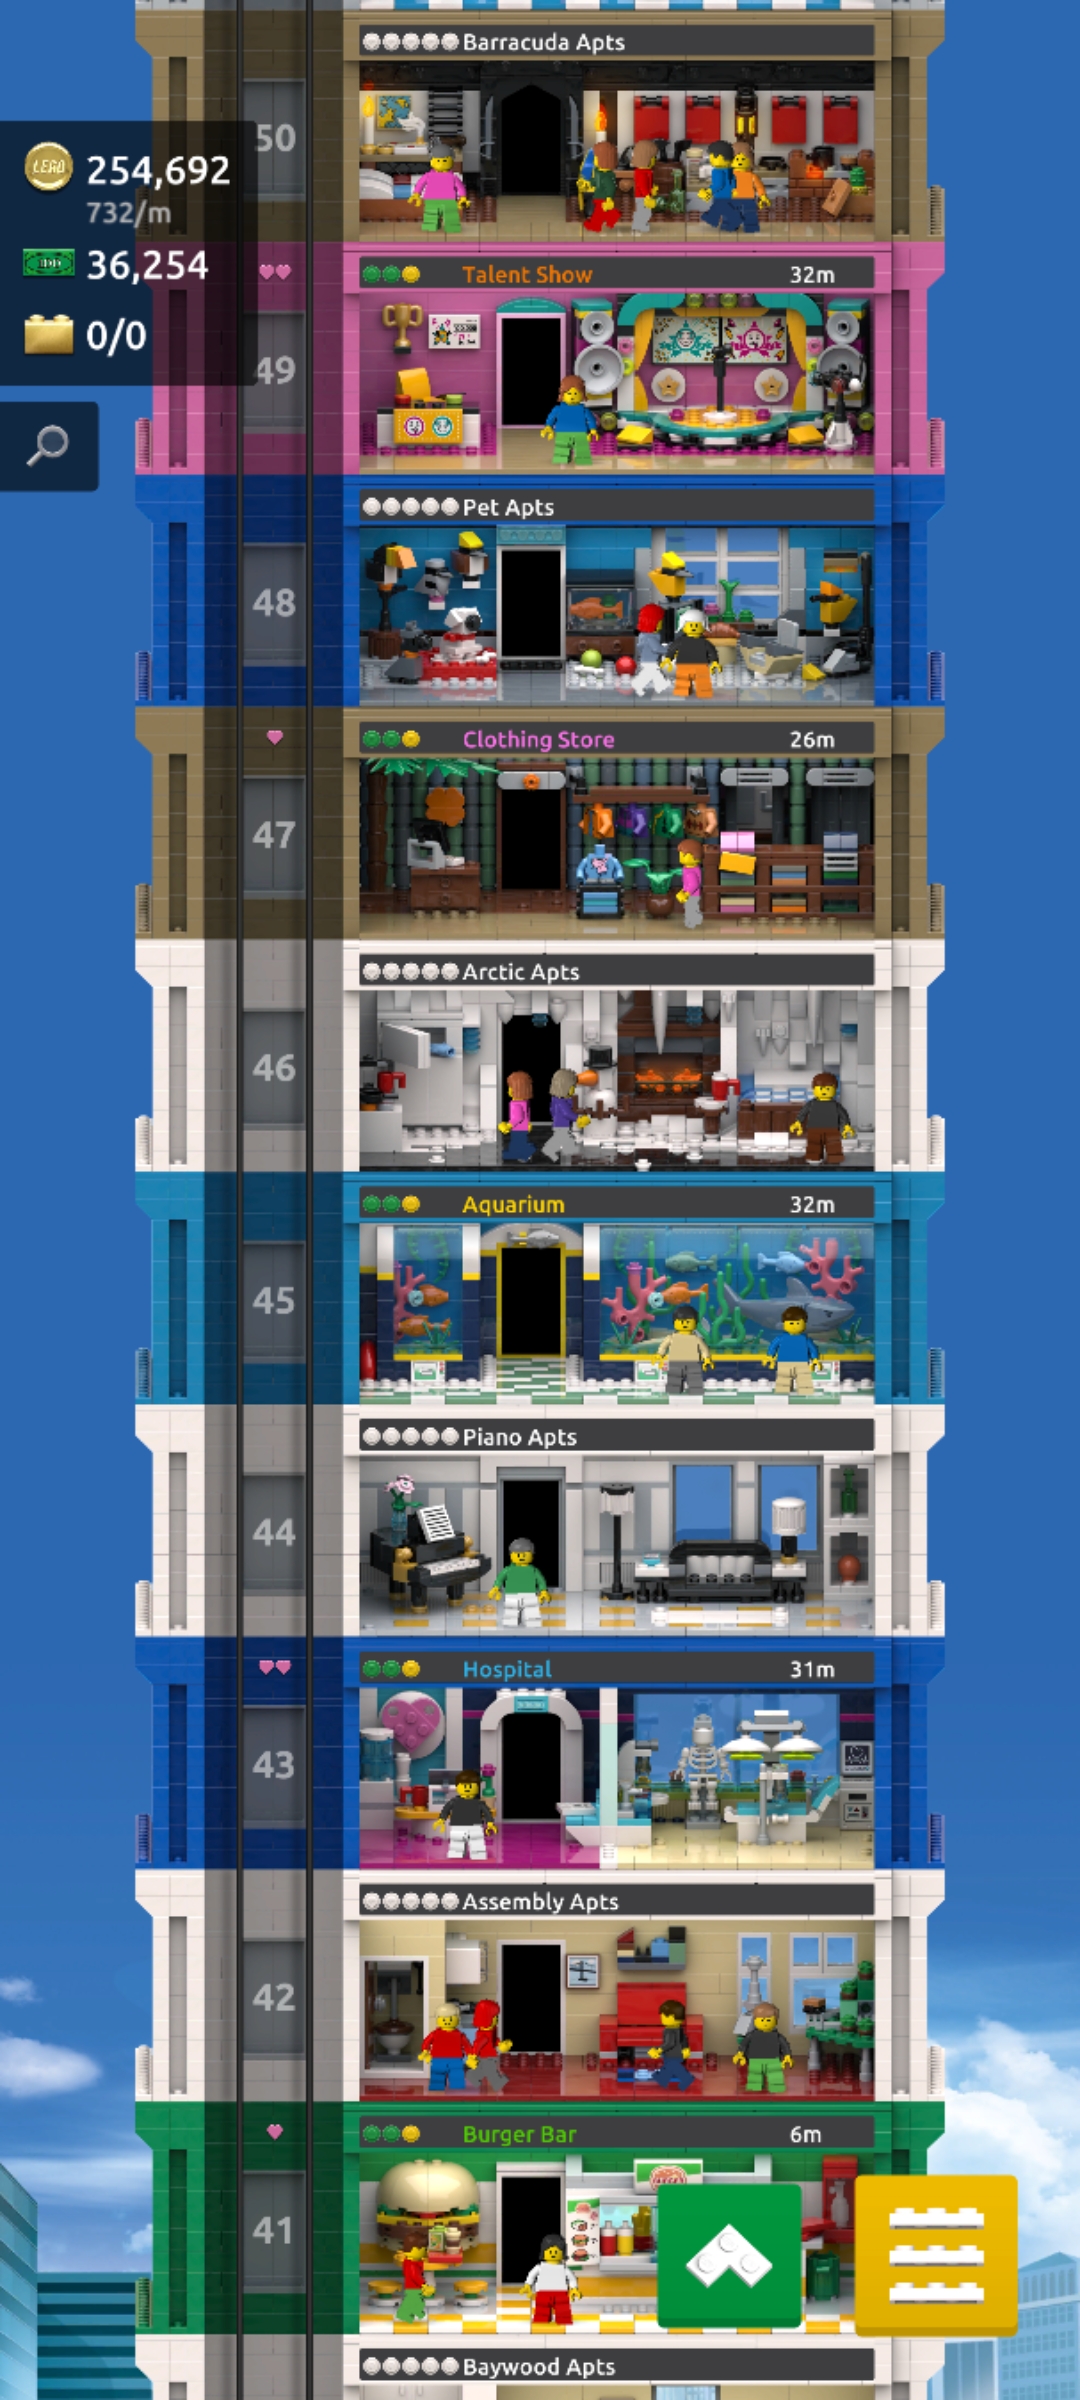 Barracuda Apts
50
LEGO
254,692
732/m
36,254
0/0
Talent Show 32m
49
Pet Apts
48
Clothing Store 26m
47
Arctic Apts
46
Aquarium 32m
45
Piano Apts
44
Hospital 31m
43
Assembly Apts
42
Burger Bar 6m
41
Baywood Apts